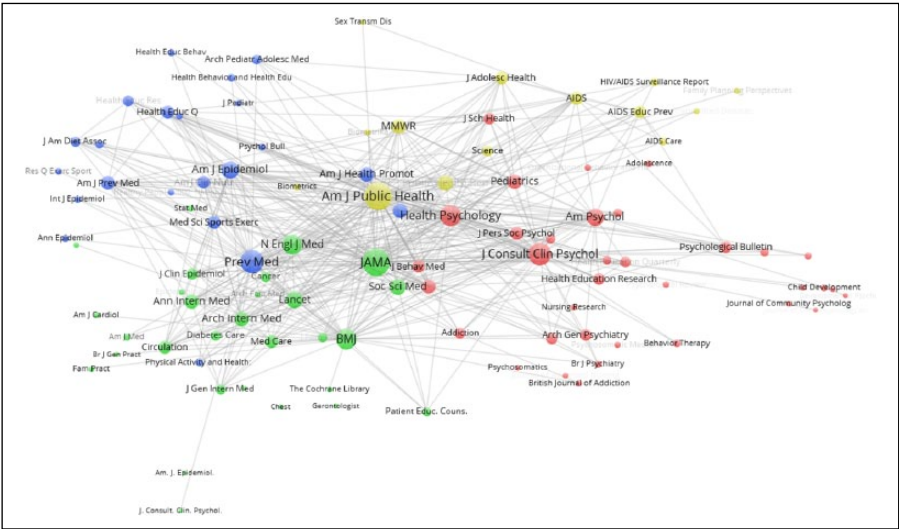 Sex Transm Dis
Health Educ Behav
Arch Pediatr Adolesc Med
Health Behavior and Health Edu
J Adolesc Health
HIV/AIDS Surveillance Report
Family Planning Perspectives
Health Educ Res
J Pediatr
AIDS
Health Educ Q
AIDS Educ Prev
J Sch Health
MMWR
J Am Diet Assoc
Psychol Bull
AIDS Care
Science
Adolescence
Res Q Exerc Sport
Am J Epidemiol
Am J Health Promot
Am J Prev Med
Biometrics
Pediatrics
Int J Epidemiol
Am J Public Health
Stat Med
Health Psychology
Am Psychol
Med Sci Sports Exerc
J Pers Soc Psychol
Ann Epidemiol
N Engl J Med
Psychological Bulletin
J Consult Clin Psychol
Prev Med
JAMA
J Behav Med
J Clin Epidemiol
Cancer
Health Education Research
Soc Sci Med
Child Development
Ann Intern Med
Lancet
Journal of Community Psycholog
Nursing Research
Am J Cardiol
Arch Intern Med
Addiction
Arch Gen Psychiatry
Am J Med
Diabetes Care
BMJ
Med Care
Behavior Therapy
Circulation
Br J Gen Pract
Physical Activity and Health:
Br J Psychiatry
Fam Pract
Psychosomatics
British Journal of Addiction
J Gen Intern Med
The Cochrane Library
Chest
Gerontologist
Patient Educ. Couns.
Am. J. Epidemiol.
J. Consult. Clin. Psychol.